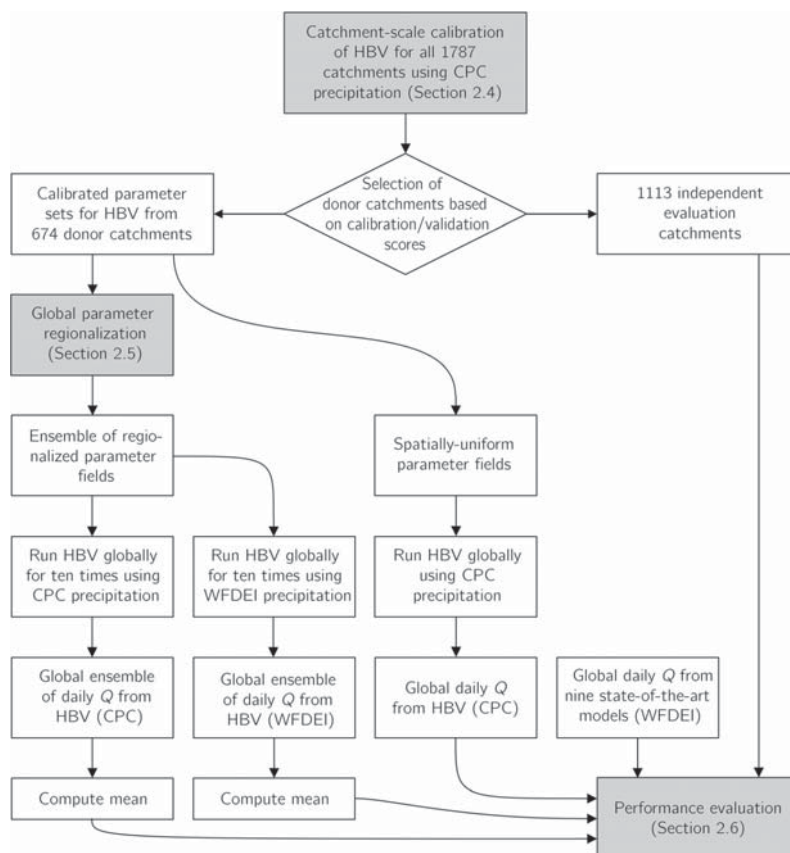 Catchment-scale calibration
of HBV for all 1787
catchments using CPC
precipitation (Section 2.4)
Calibrated parameter
sets for HBV from
674 donor catchments
Selection of
donor catchments based
on calibration/validation
scores
1113 independent
evaluation
catchments
Global parameter
regionalization
(Section 2.5)
Ensemble of regio-
nalized parameter
fields
Spatially-uniform
parameter fields
Run HBV globally
for ten times using
CPC precipitation
Run HBV globally
for ten times using
WFDEI precipitation
Run HBV globally
using CPC
precipitation
Global ensemble
of daily Q from
HBV (CPC)
Global ensemble
of daily Q from
HBV (WFDEI)
Global daily Q
from HBV (CPC)
Global daily Q from
nine state-of-the-art
models (WFDEI)
Compute mean
Compute mean
Performance evaluation
(Section 2.6)